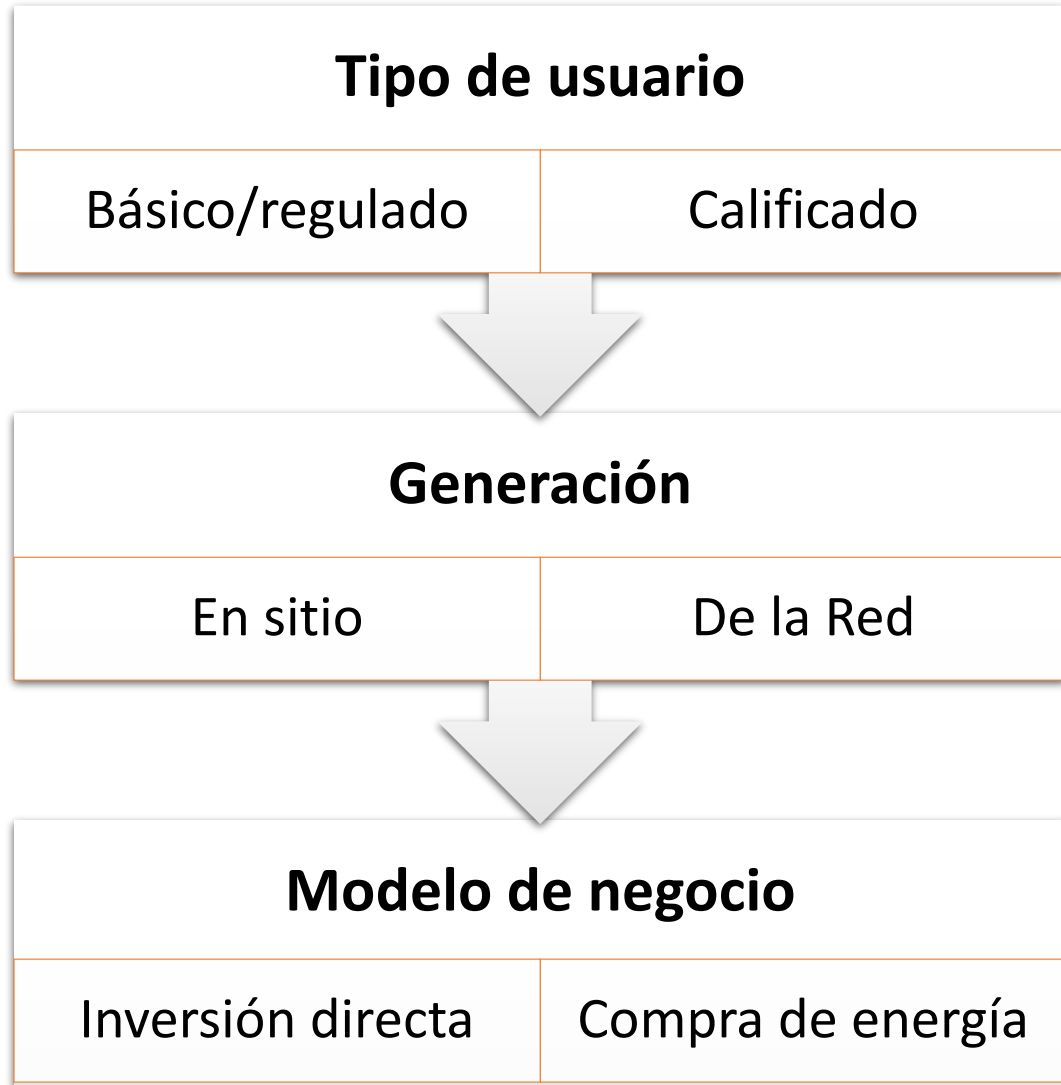 Tipo de usuario
Básico/regulado
Calificado
Generación
En sitio
De la Red
Modelo de negocio
Inversión directa
Compra de energía